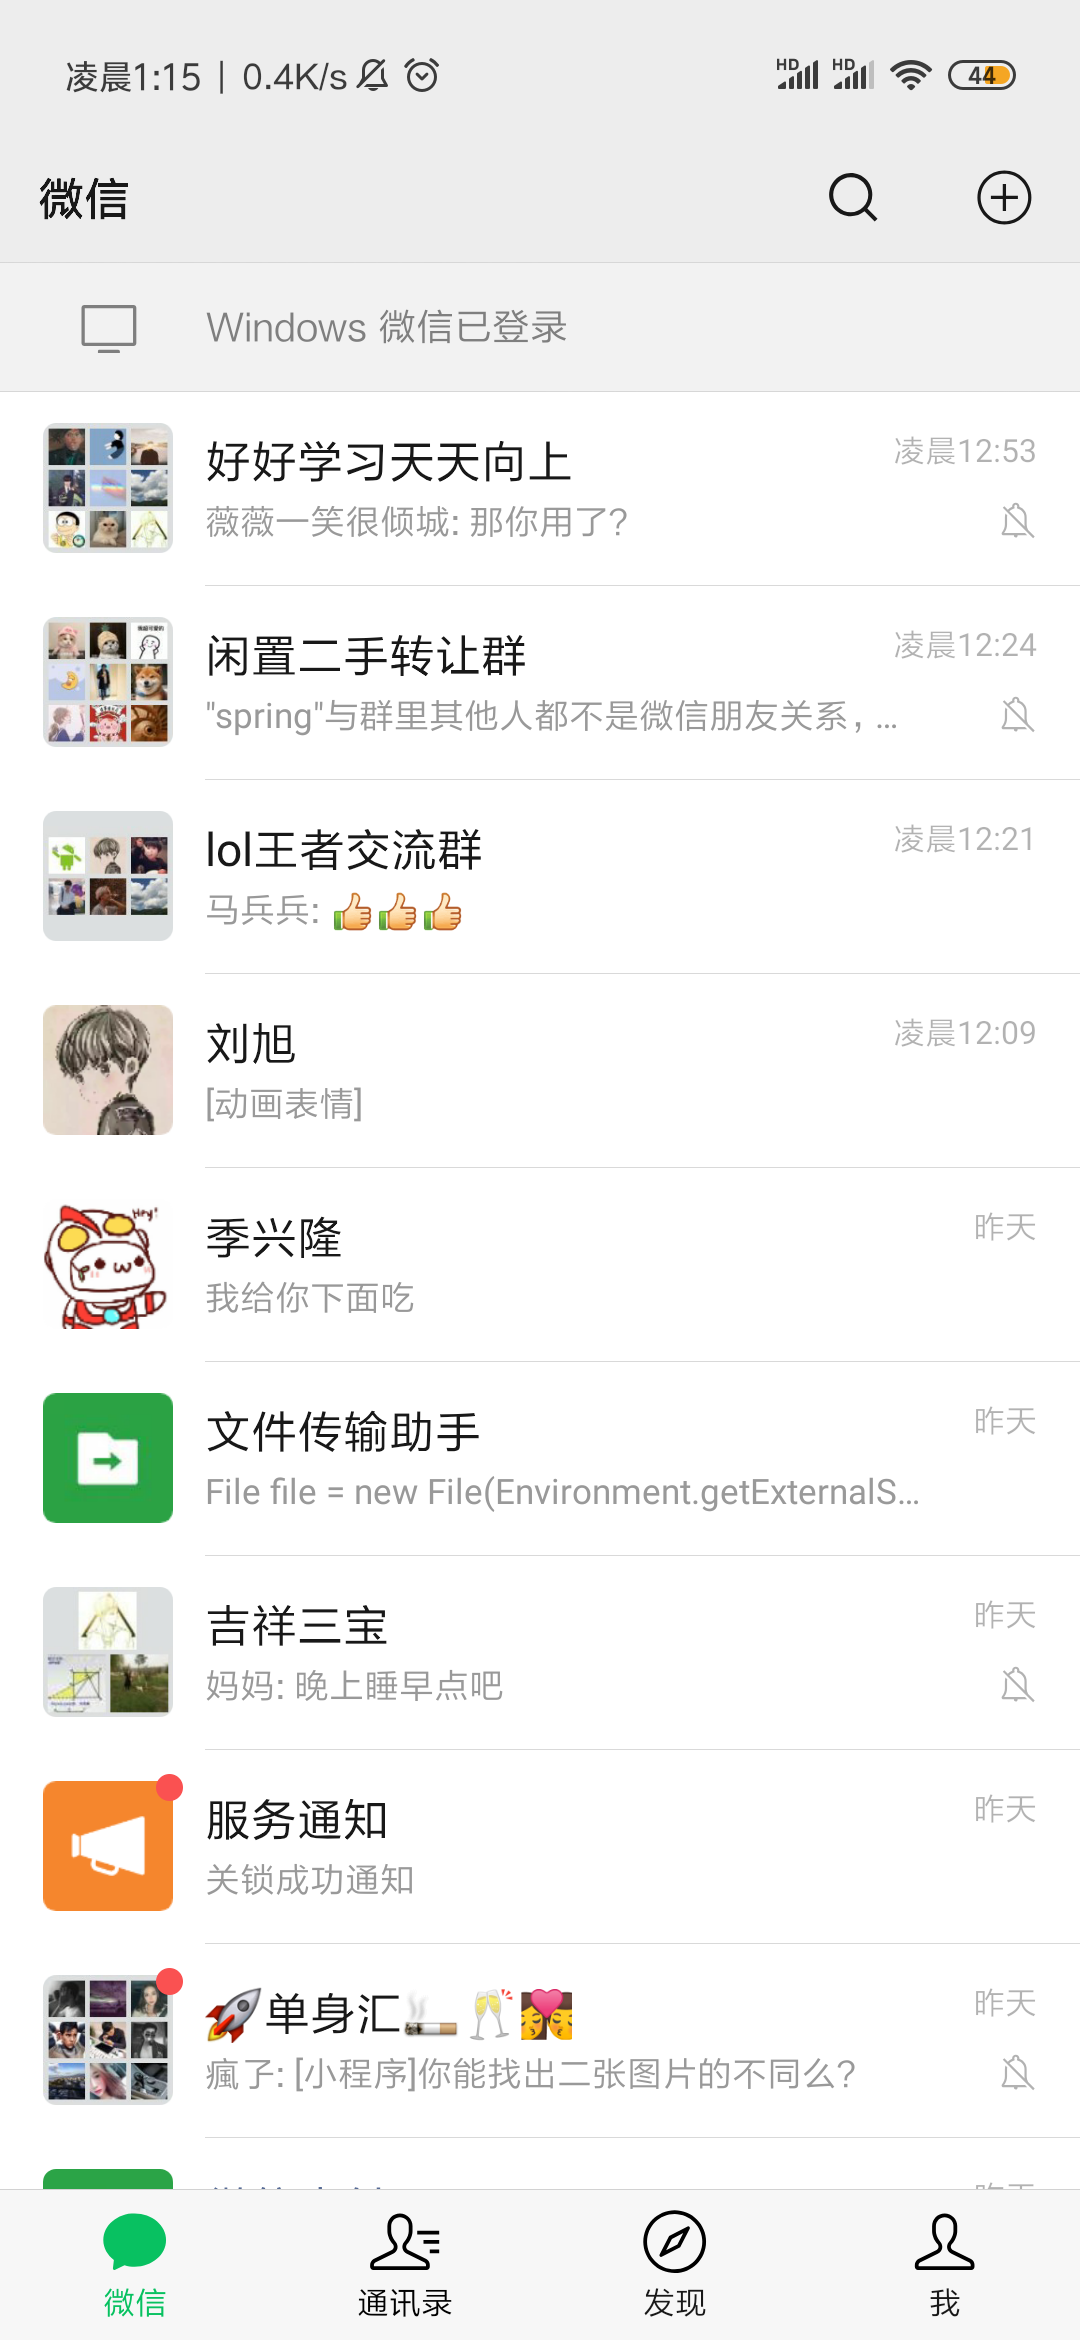 凌晨1:15 | 0.4K/s
HD HD 44
微信
Windows 微信已登录
好好学习天天向上
凌晨12:53
薇薇一笑很倾城: 那你用了?
闲置二手转让群
凌晨12:24
"spring"与群里其他人都不是微信朋友关系，...
lol王者交流群
凌晨12:21
马兵兵: 👍👍👍
刘旭
凌晨12:09
[动画表情]
Hey!
季兴隆
昨天
我给你下面吃
文件传输助手
昨天
File file = new File(Environment.getExternalS...
吉祥三宝
昨天
妈妈: 晚上睡早点吧
服务通知
昨天
关锁成功通知
🚀单身汇🚬🥂💏
昨天
瘋了: [小程序]你能找出二张图片的不同么?
微信
通讯录
发现
我